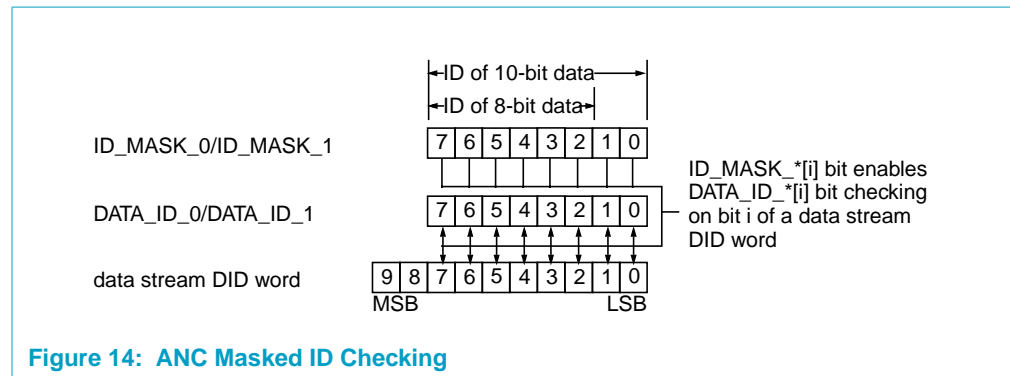 ID of 10-bit data
ID of 8-bit data
ID_MASK_0/ID_MASK_1
7 6 5 4 3 2 1 0
ID_MASK_*[i] bit enables
DATA_ID_*[i] bit checking
on bit i of a data stream
DID word
DATA_ID_0/DATA_ID_1
7 6 5 4 3 2 1 0
data stream DID word
9 8 7 6 5 4 3 2 1 0
MSB LSB
Figure 14: ANC Masked ID Checking